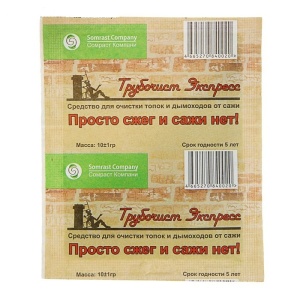 Somrast Company
Сомраст Компани
4665270840020
Трубочист Экспресс
Средство для очистки топок и дымоходов от сажи
Просто сжег и сажи нет!
Масса: 10±1гр
Срок годности 5 лет
Somrast Company
Сомраст Компани
4665270840020
Трубочист Экспресс
Средство для очистки топок и дымоходов от сажи
Просто сжег и сажи нет!
Масса: 10±1гр
Срок годности 5 лет